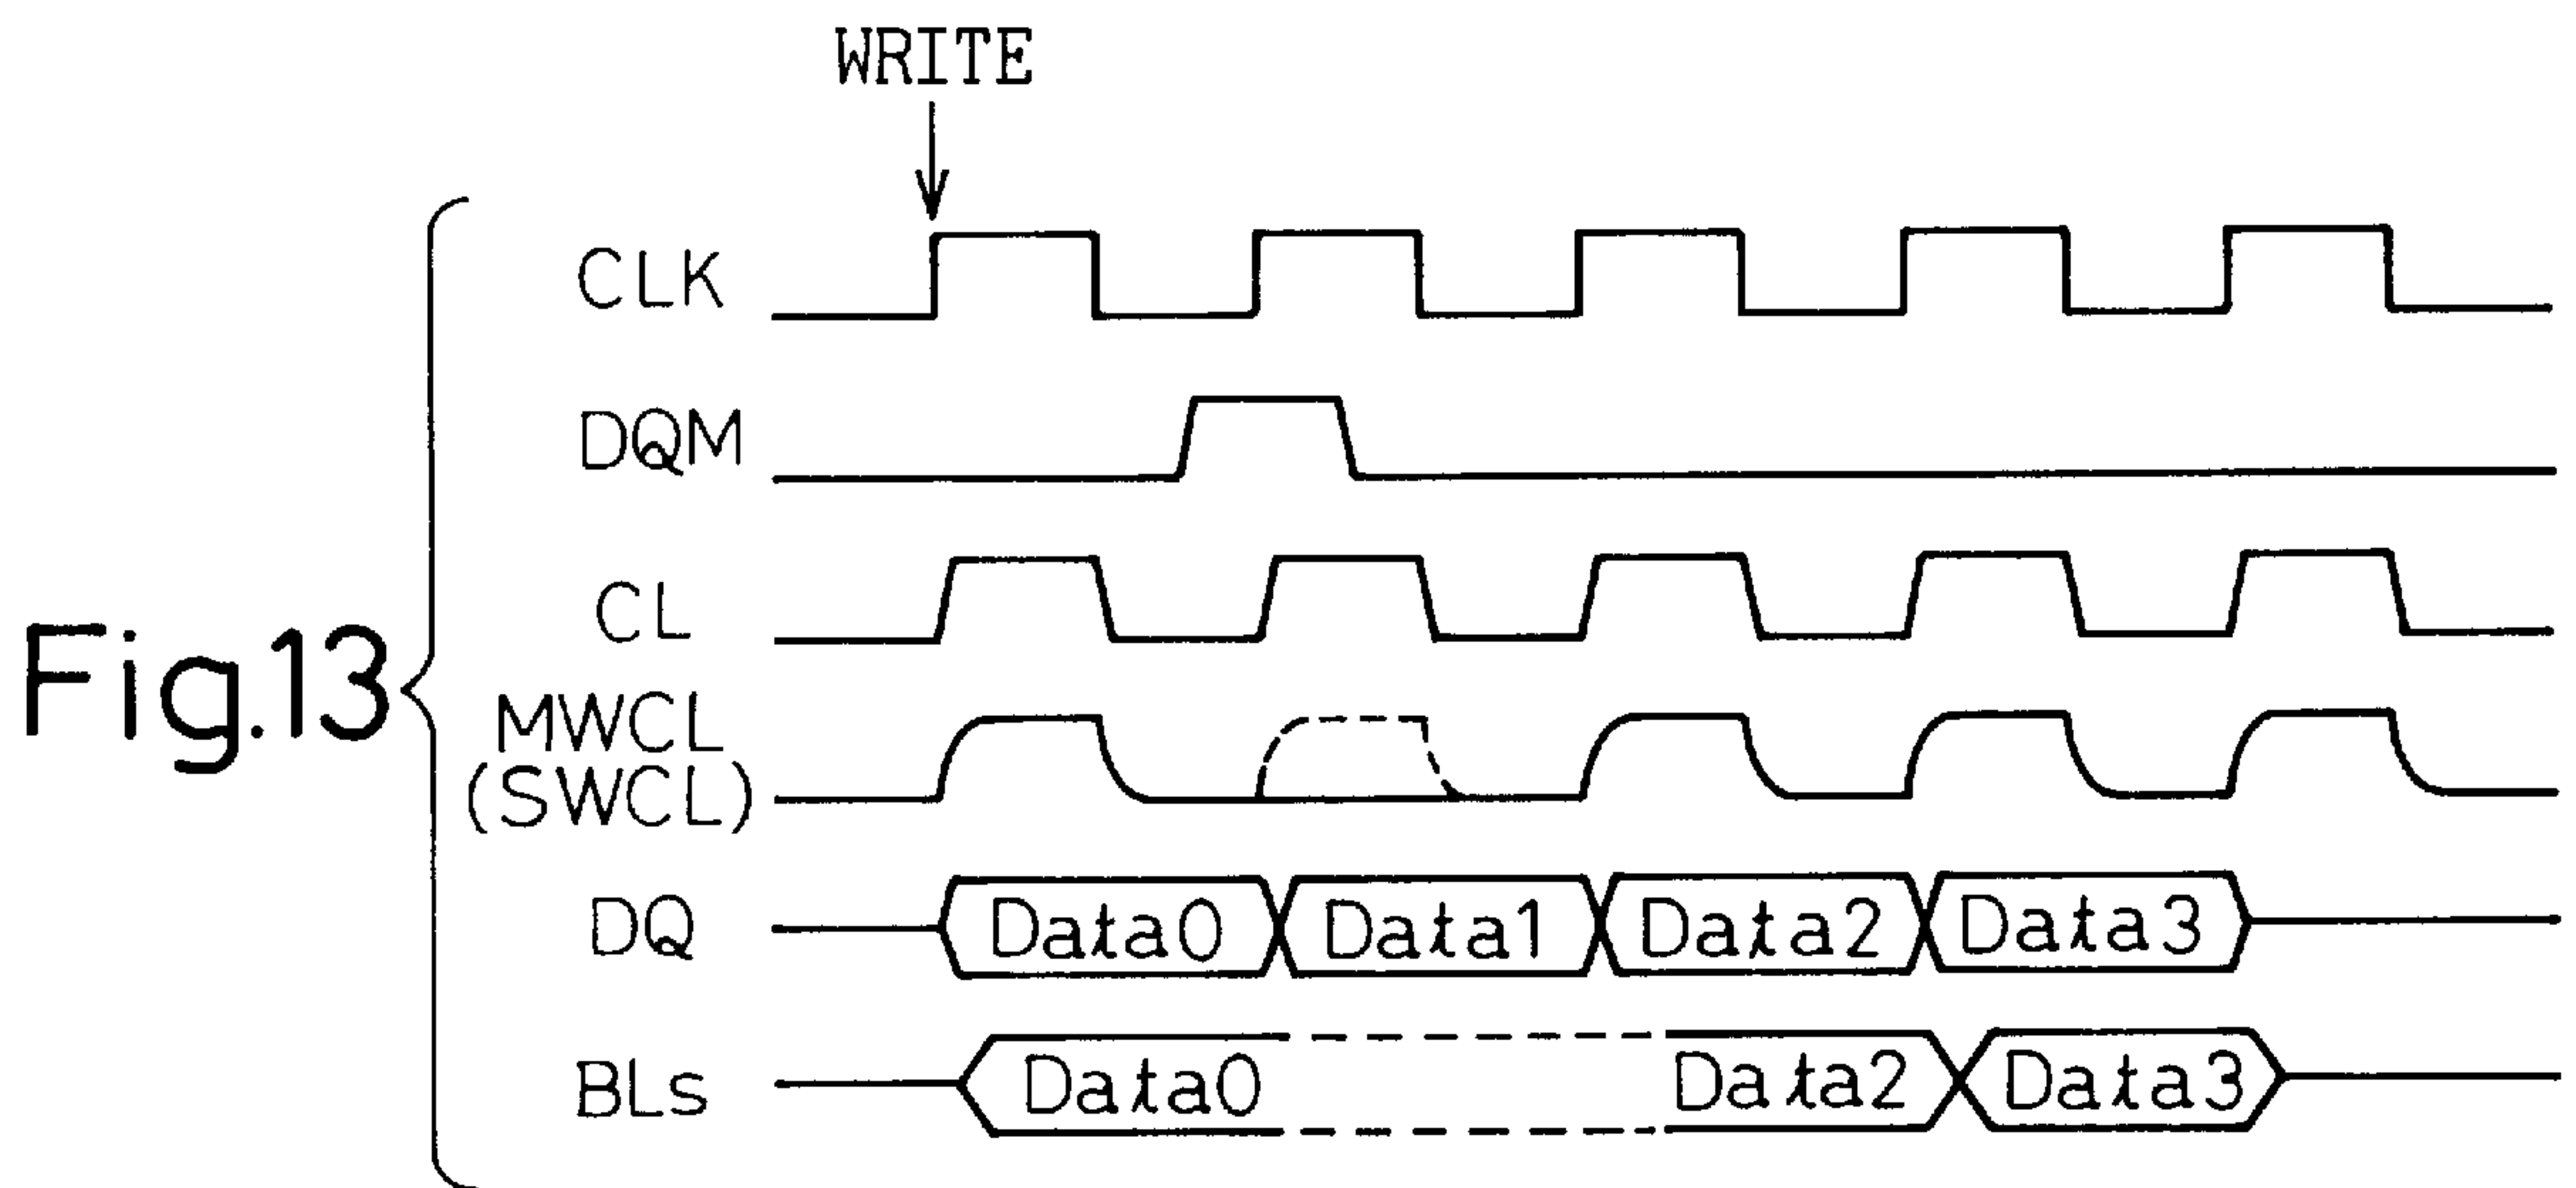 WRITE
CLK
DQM
CL
Fig.13
MWCL
(SWCL)
DQ Data0 Data1 Data2 Data3
BLs Data0 Data2 Data3